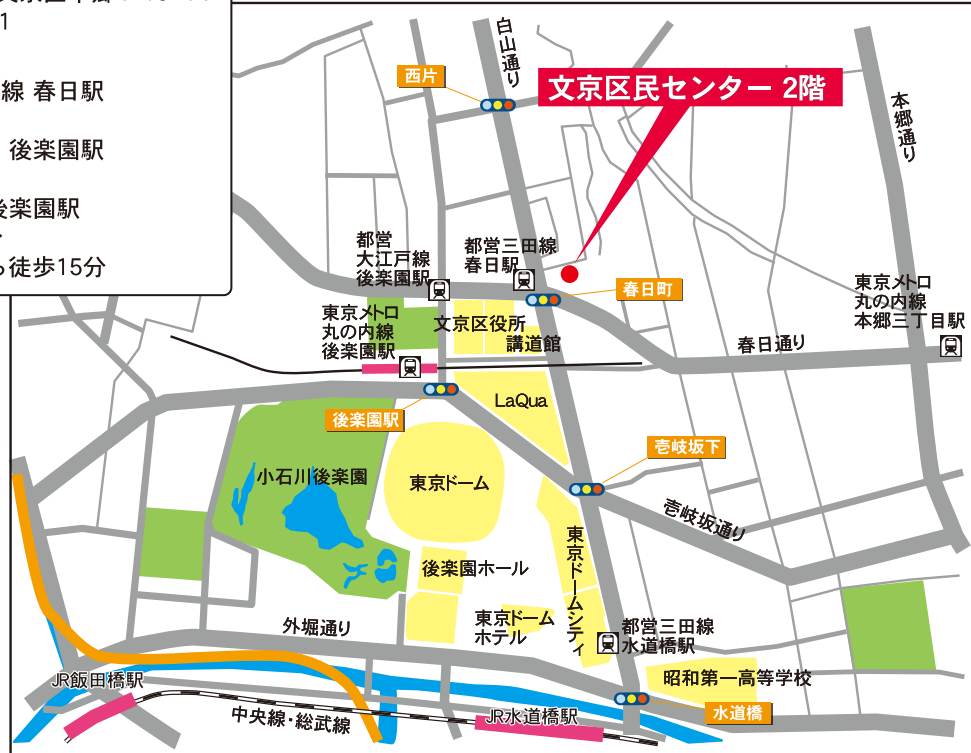 1
線 春日駅
後楽園駅
後楽園駅
徒歩15分
白山通り
西片
文京区民センター 2階
本郷通り
都営
大江戸線
後楽園駅
都営三田線
春日駅
春日町
東京メトロ
丸の内線
本郷三丁目駅
東京メトロ
丸の内線
後楽園駅
文京区役所
講道館
春日通り
LaQua
後楽園駅
壱岐坂下
小石川後楽園
東京ドーム
壱岐坂通り
東京ドームシティ
後楽園ホール
東京ドーム
ホテル
外堀通り
都営三田線
水道橋駅
昭和第一高等学校
JR飯田橋駅
中央線・総武線
JR水道橋駅
水道橋